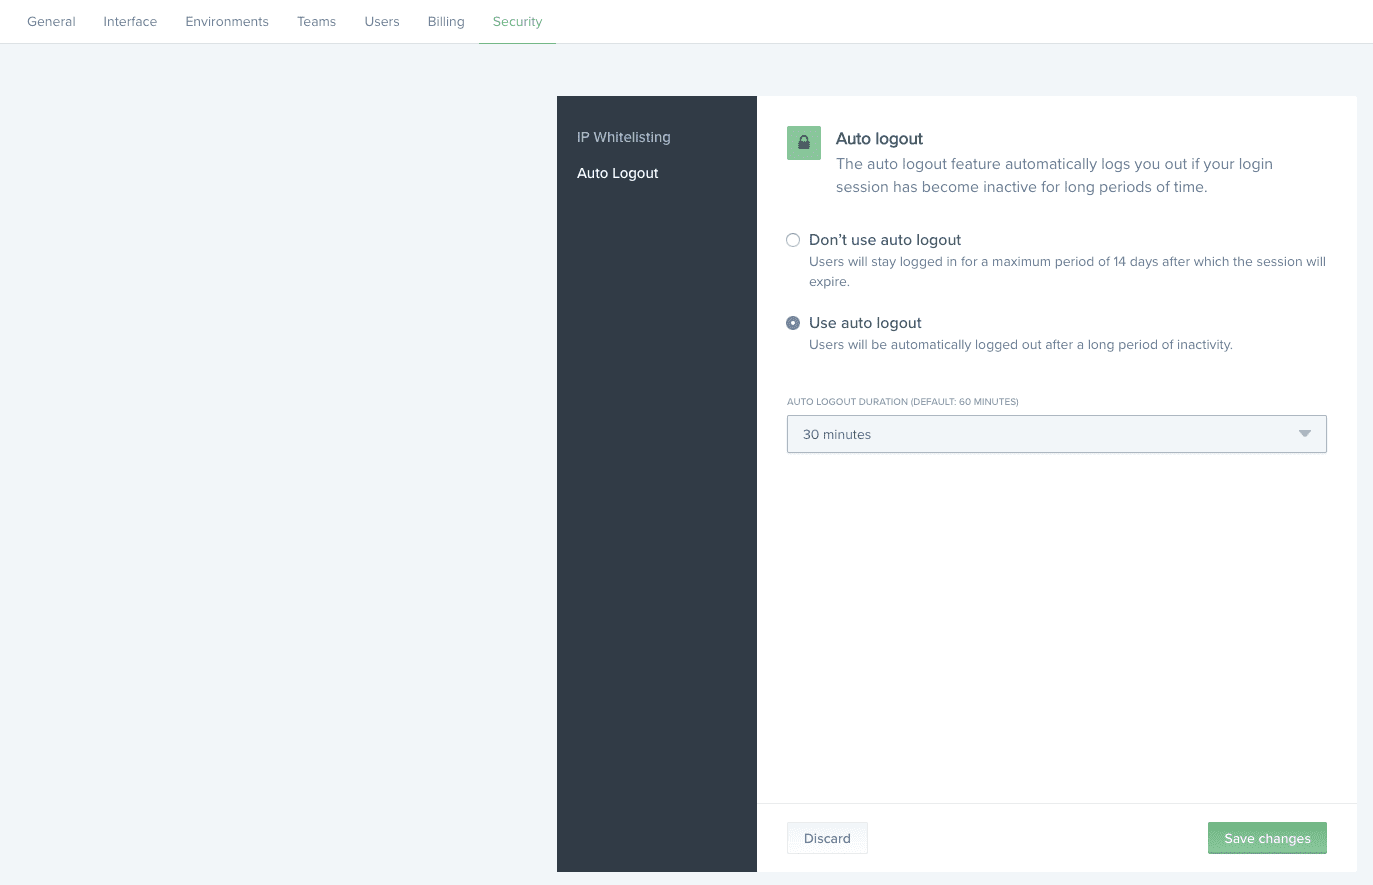 General Interface Environments Teams Users Billing Security
IP Whitelisting
Auto Logout
Auto logout
The auto logout feature automatically logs you out if your login
session has become inactive for long periods of time.
Don't use auto logout
Users will stay logged in for a maximum period of 14 days after which the session will
expire.
Use auto logout
Users will be automatically logged out after a long period of inactivity.
AUTO LOGOUT DURATION (DEFAULT: 60 MINUTES)
30 minutes
Discard
Save changes